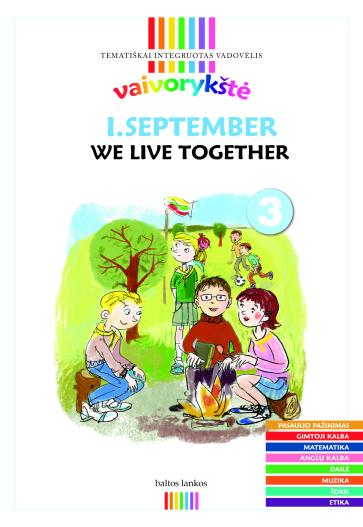 TEMATIŠKAI INTEGRUOTAS VADOVĖLIS
vaivorykštė
I.SEPTEMBER
WE LIVE TOGETHER
3
PASAULIO PAŽINIMAS
GIMTOJI KALBA
MATEMATIKA
ANGLŲ KALBA
DAILĖ
MUZIKA
ŠOKIS
ETIKA
baltos lankos